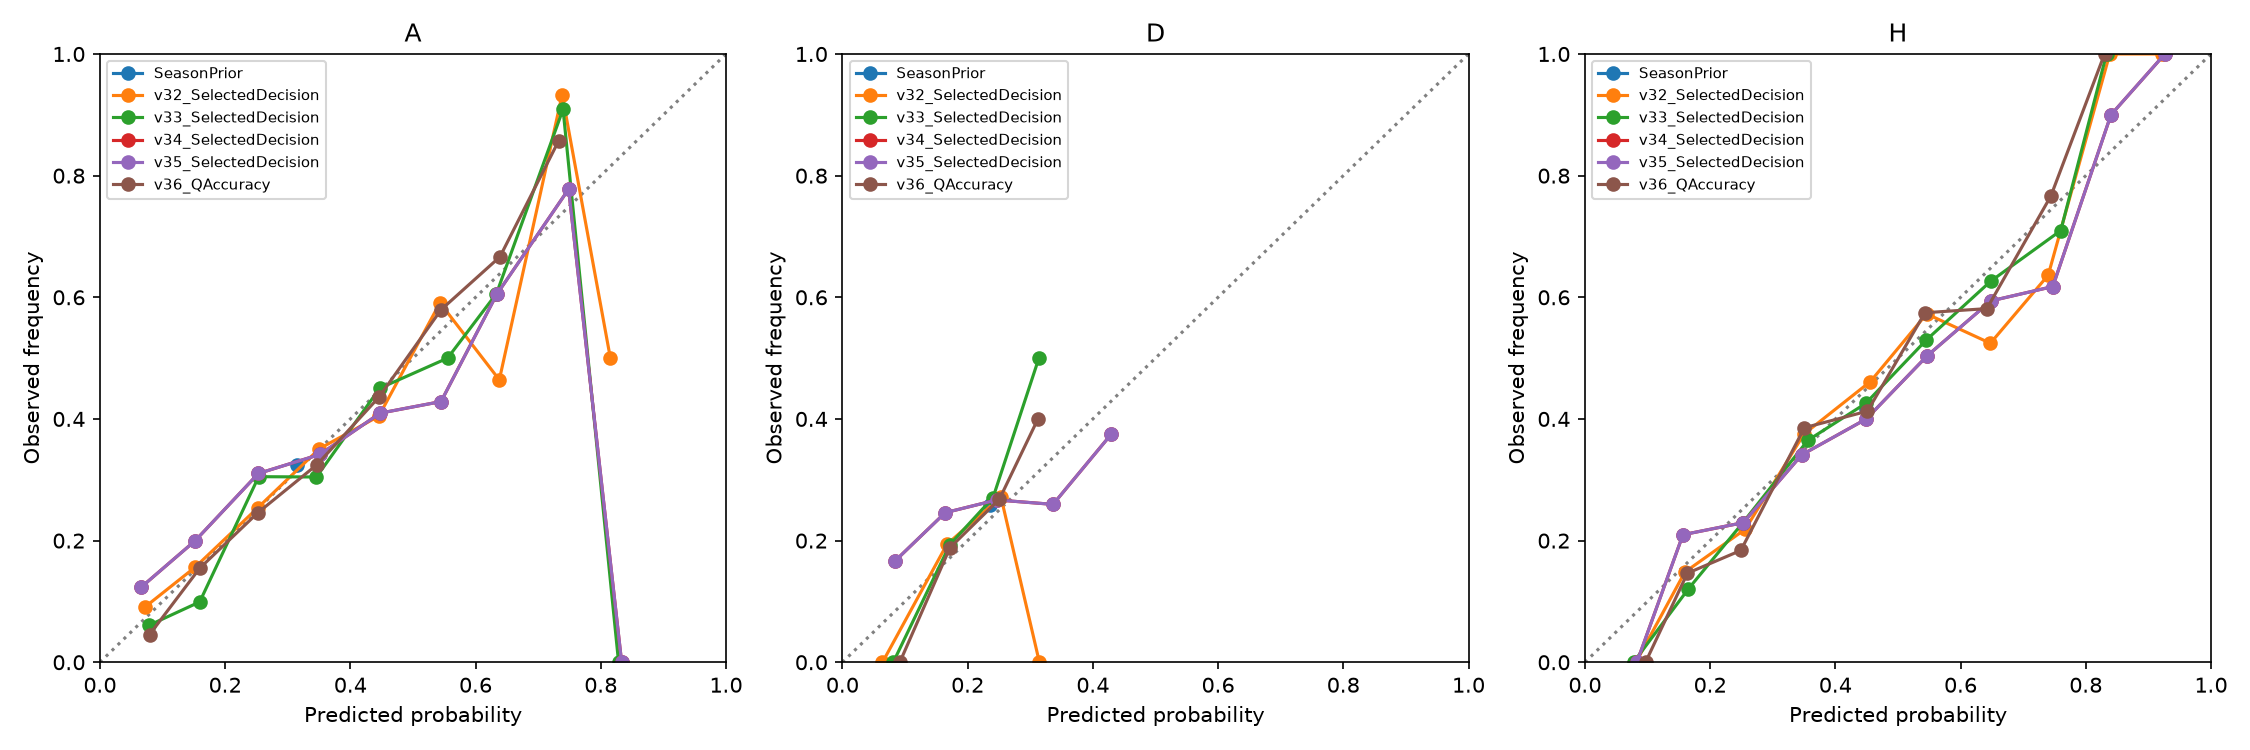 A
1.0
0.8
0.6
0.4
0.2
0.0
Observed frequency
SeasonPrior
v32_SelectedDecision
v33_SelectedDecision
v34_SelectedDecision
v35_SelectedDecision
v36_QAccuracy
0.0 0.2 0.4 0.6 0.8 1.0
Predicted probability
D
1.0
0.8
0.6
0.4
0.2
0.0
Observed frequency
SeasonPrior
v32_SelectedDecision
v33_SelectedDecision
v34_SelectedDecision
v35_SelectedDecision
v36_QAccuracy
0.0 0.2 0.4 0.6 0.8 1.0
Predicted probability
H
1.0
0.8
0.6
0.4
0.2
0.0
Observed frequency
SeasonPrior
v32_SelectedDecision
v33_SelectedDecision
v34_SelectedDecision
v35_SelectedDecision
v36_QAccuracy
0.0 0.2 0.4 0.6 0.8 1.0
Predicted probability